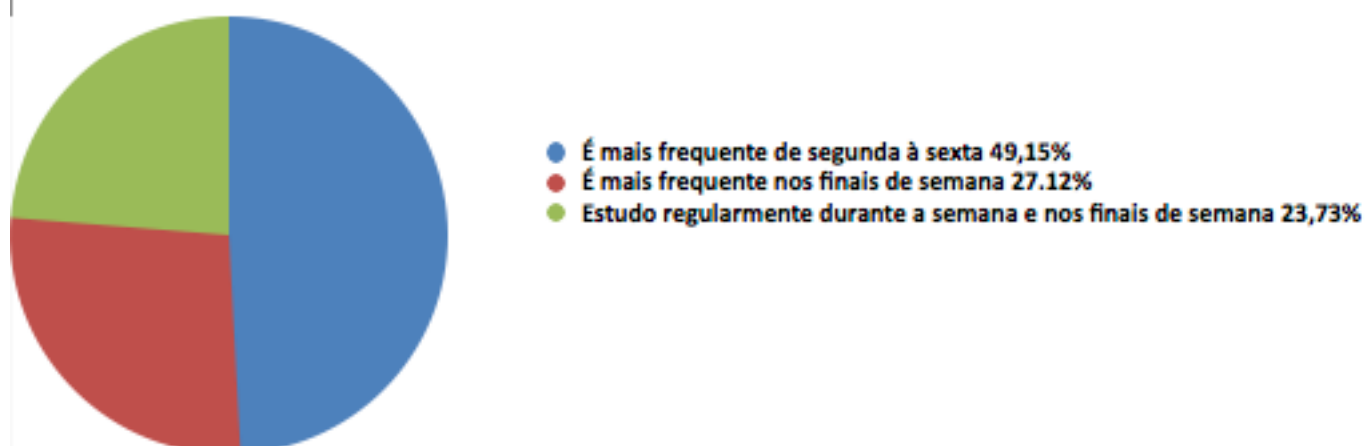 É mais frequente de segunda à sexta 49,15%
É mais frequente nos finais de semana 27.12%
Estudo regularmente durante a semana e nos finais de semana 23,73%